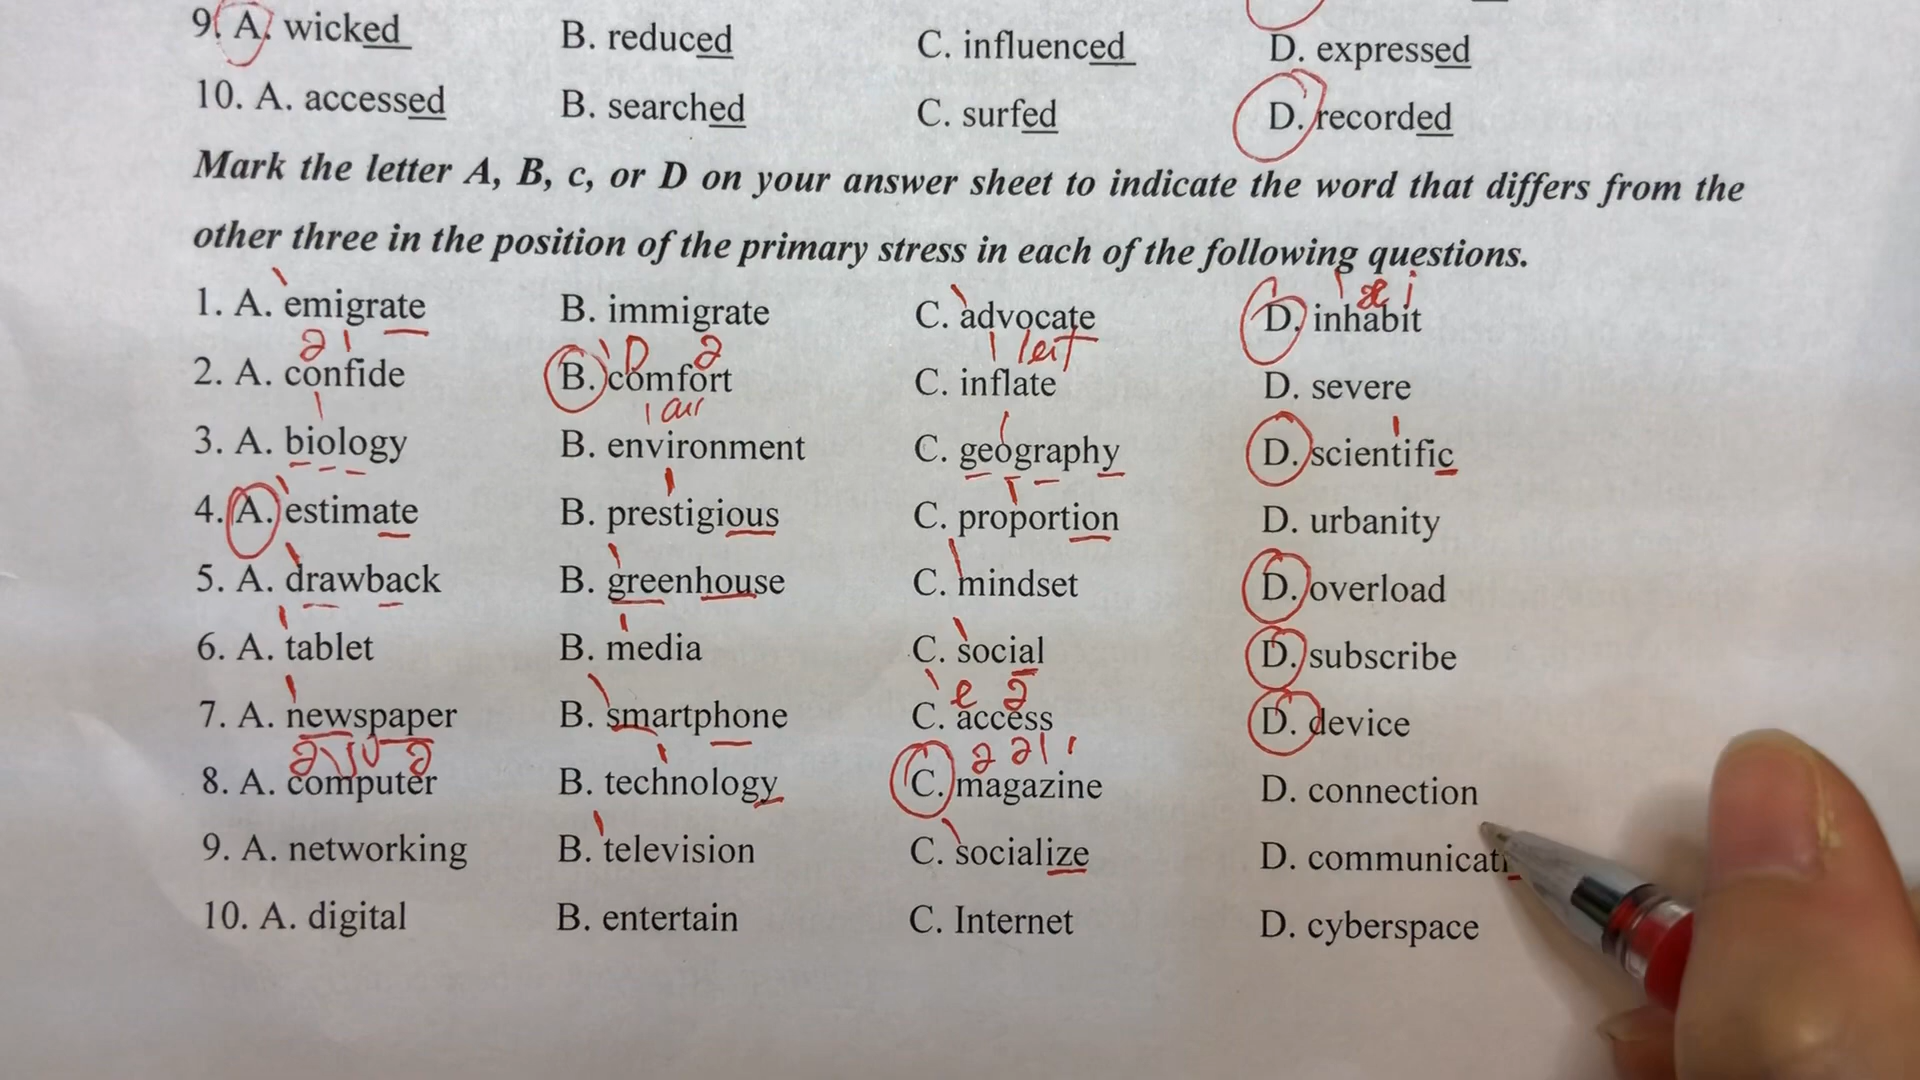 9. A. wicked B. reduced C. influenced D. expressed
10. A. accessed B. searched C. surfed D. recorded
Mark the letter A, B, c, or D on your answer sheet to indicate the word that differs from the
other three in the position of the primary stress in each of the following questions.
æ i
1. A. emigrate B. immigrate C. advocate D. inhabit
ə ɒ ə leit
2. A. confide B. comfort C. inflate D. severe
3. A. biology B. environment C. geography D. scientific
4. A. estimate B. prestigious C. proportion D. urbanity
5. A. drawback B. greenhouse C. mindset D. overload
6. A. tablet B. media C. social D. subscribe
e ə
7. A. newspaper B. smartphone C. access D. device
8. A. computer B. technology C. magazine D. connection
9. A. networking B. television C. socialize D. communicati
10. A. digital B. entertain C. Internet D. cyberspace